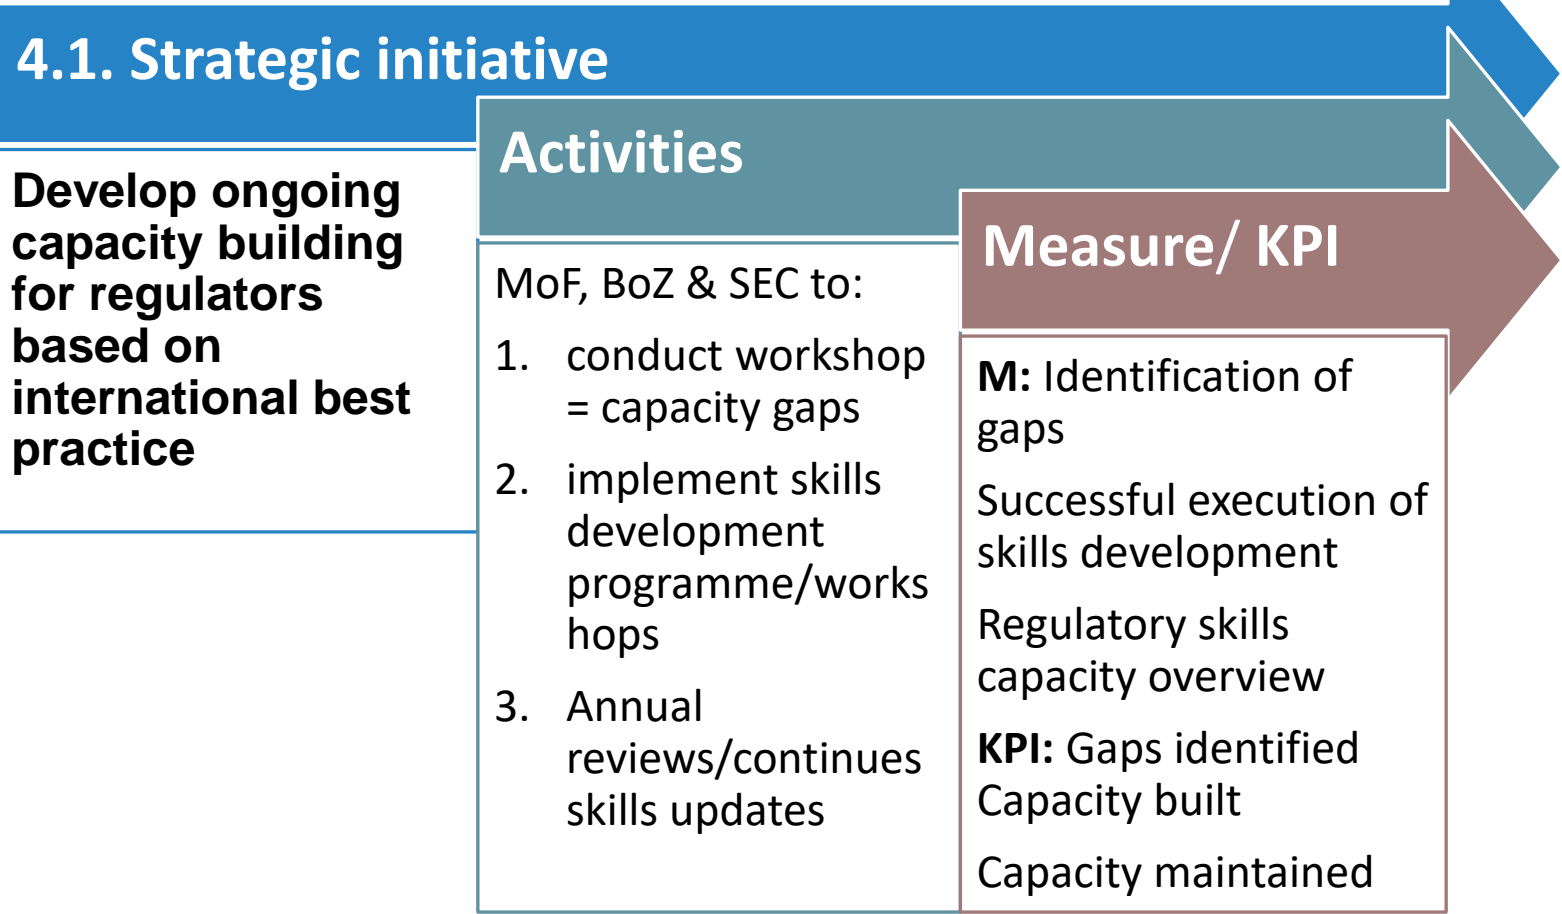 4.1. Strategic initiative
Develop ongoing
capacity building
for regulators
based on
international best
practice
Activities
MoF, BoZ & SEC to:
1. conduct workshop
= capacity gaps
2. implement skills
development
programme/works
hops
3. Annual
reviews/continues
skills updates
Measure/ KPI
M: Identification of
gaps
Successful execution of
skills development
Regulatory skills
capacity overview
KPI: Gaps identified
Capacity built
Capacity maintained